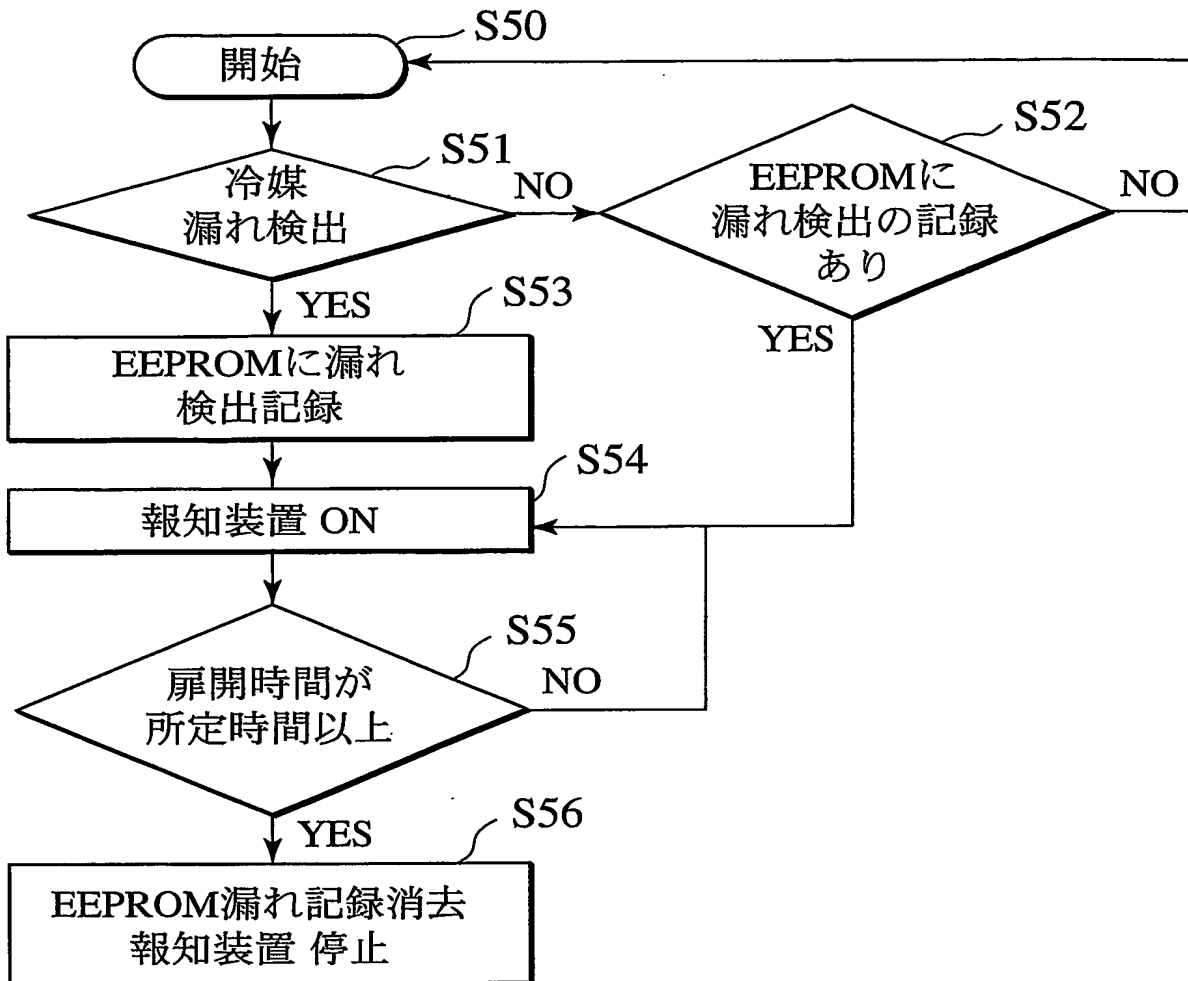 S50
開始
S51
冷媒
漏れ検出
NO
YES
S52
EEPROMに
漏れ検出の記録
あり
NO
YES
S53
EEPROMに漏れ
検出記録
S54
報知装置 ON
S55
扉開時間が
所定時間以上
NO
YES
S56
EEPROM漏れ記録消去
報知装置 停止